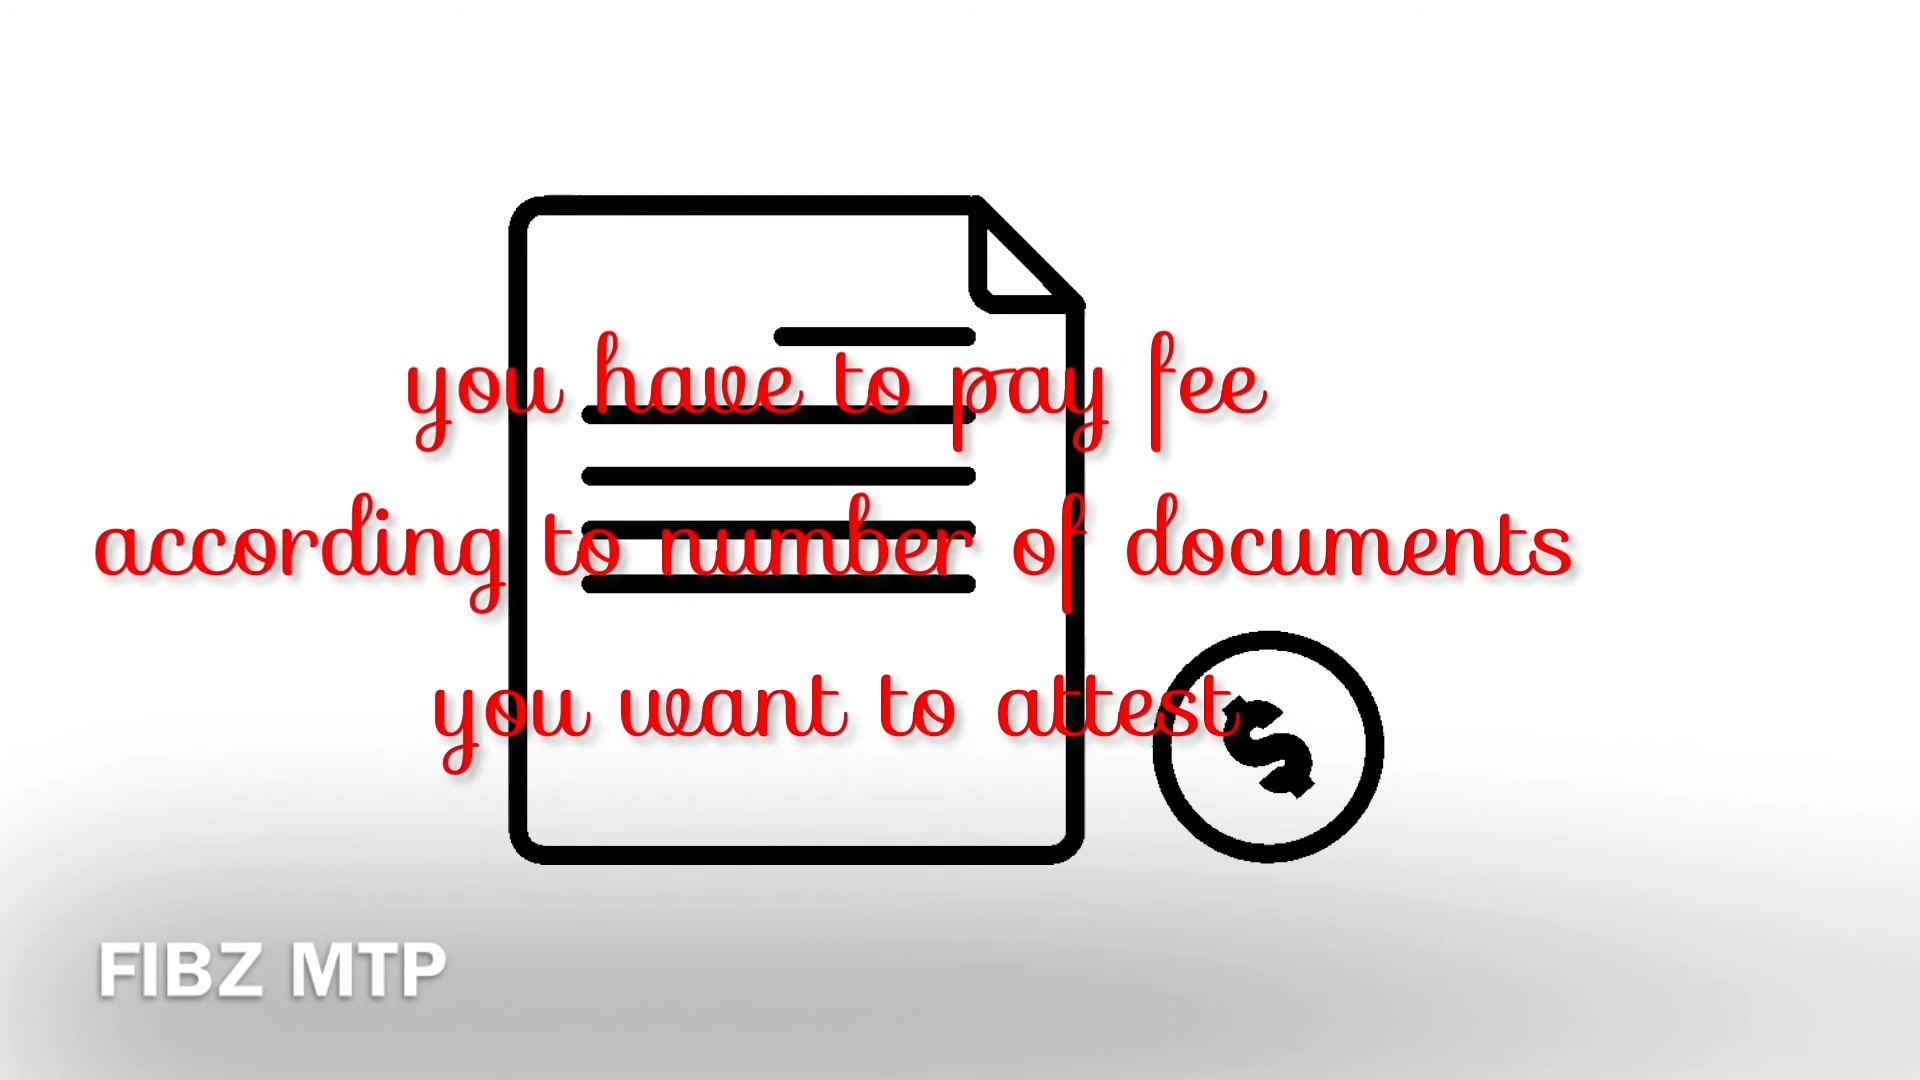 you have to pay fee
according to number of documents
you want to attest
$
FIBZ MTP